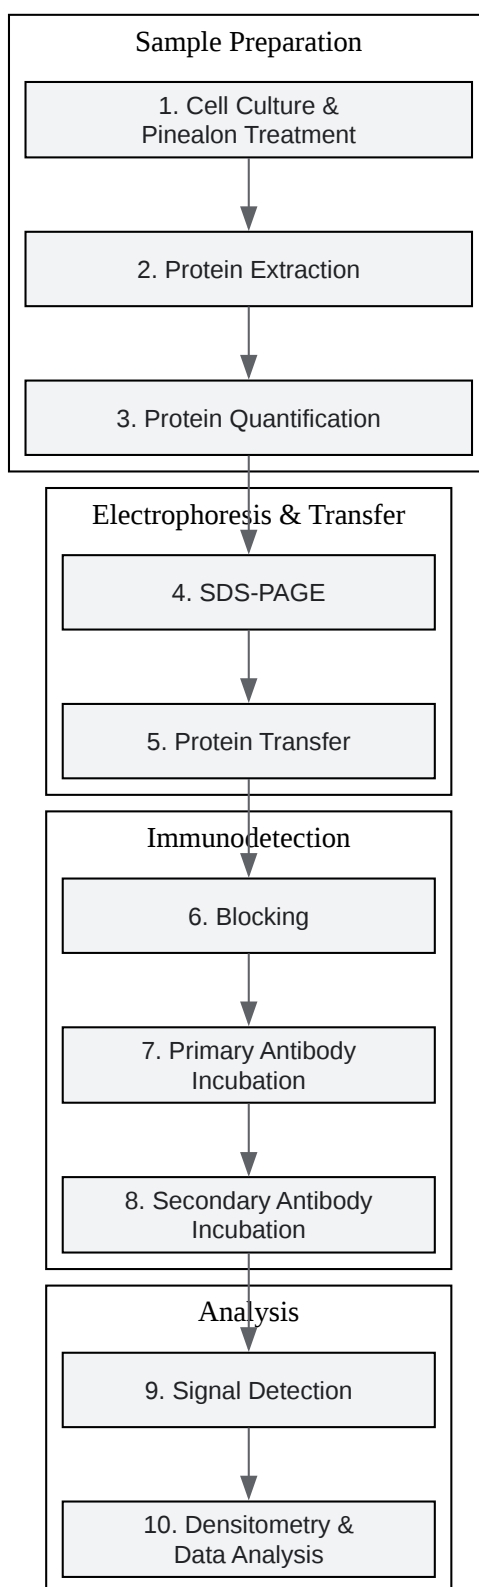 Sample Preparation
1. Cell Culture &
Pinealon Treatment
2. Protein Extraction
3. Protein Quantification
Electrophoresis & Transfer
4. SDS-PAGE
5. Protein Transfer
Immunodetection
6. Blocking
7. Primary Antibody
Incubation
8. Secondary Antibody
Incubation
Analysis
9. Signal Detection
10. Densitometry &
Data Analysis